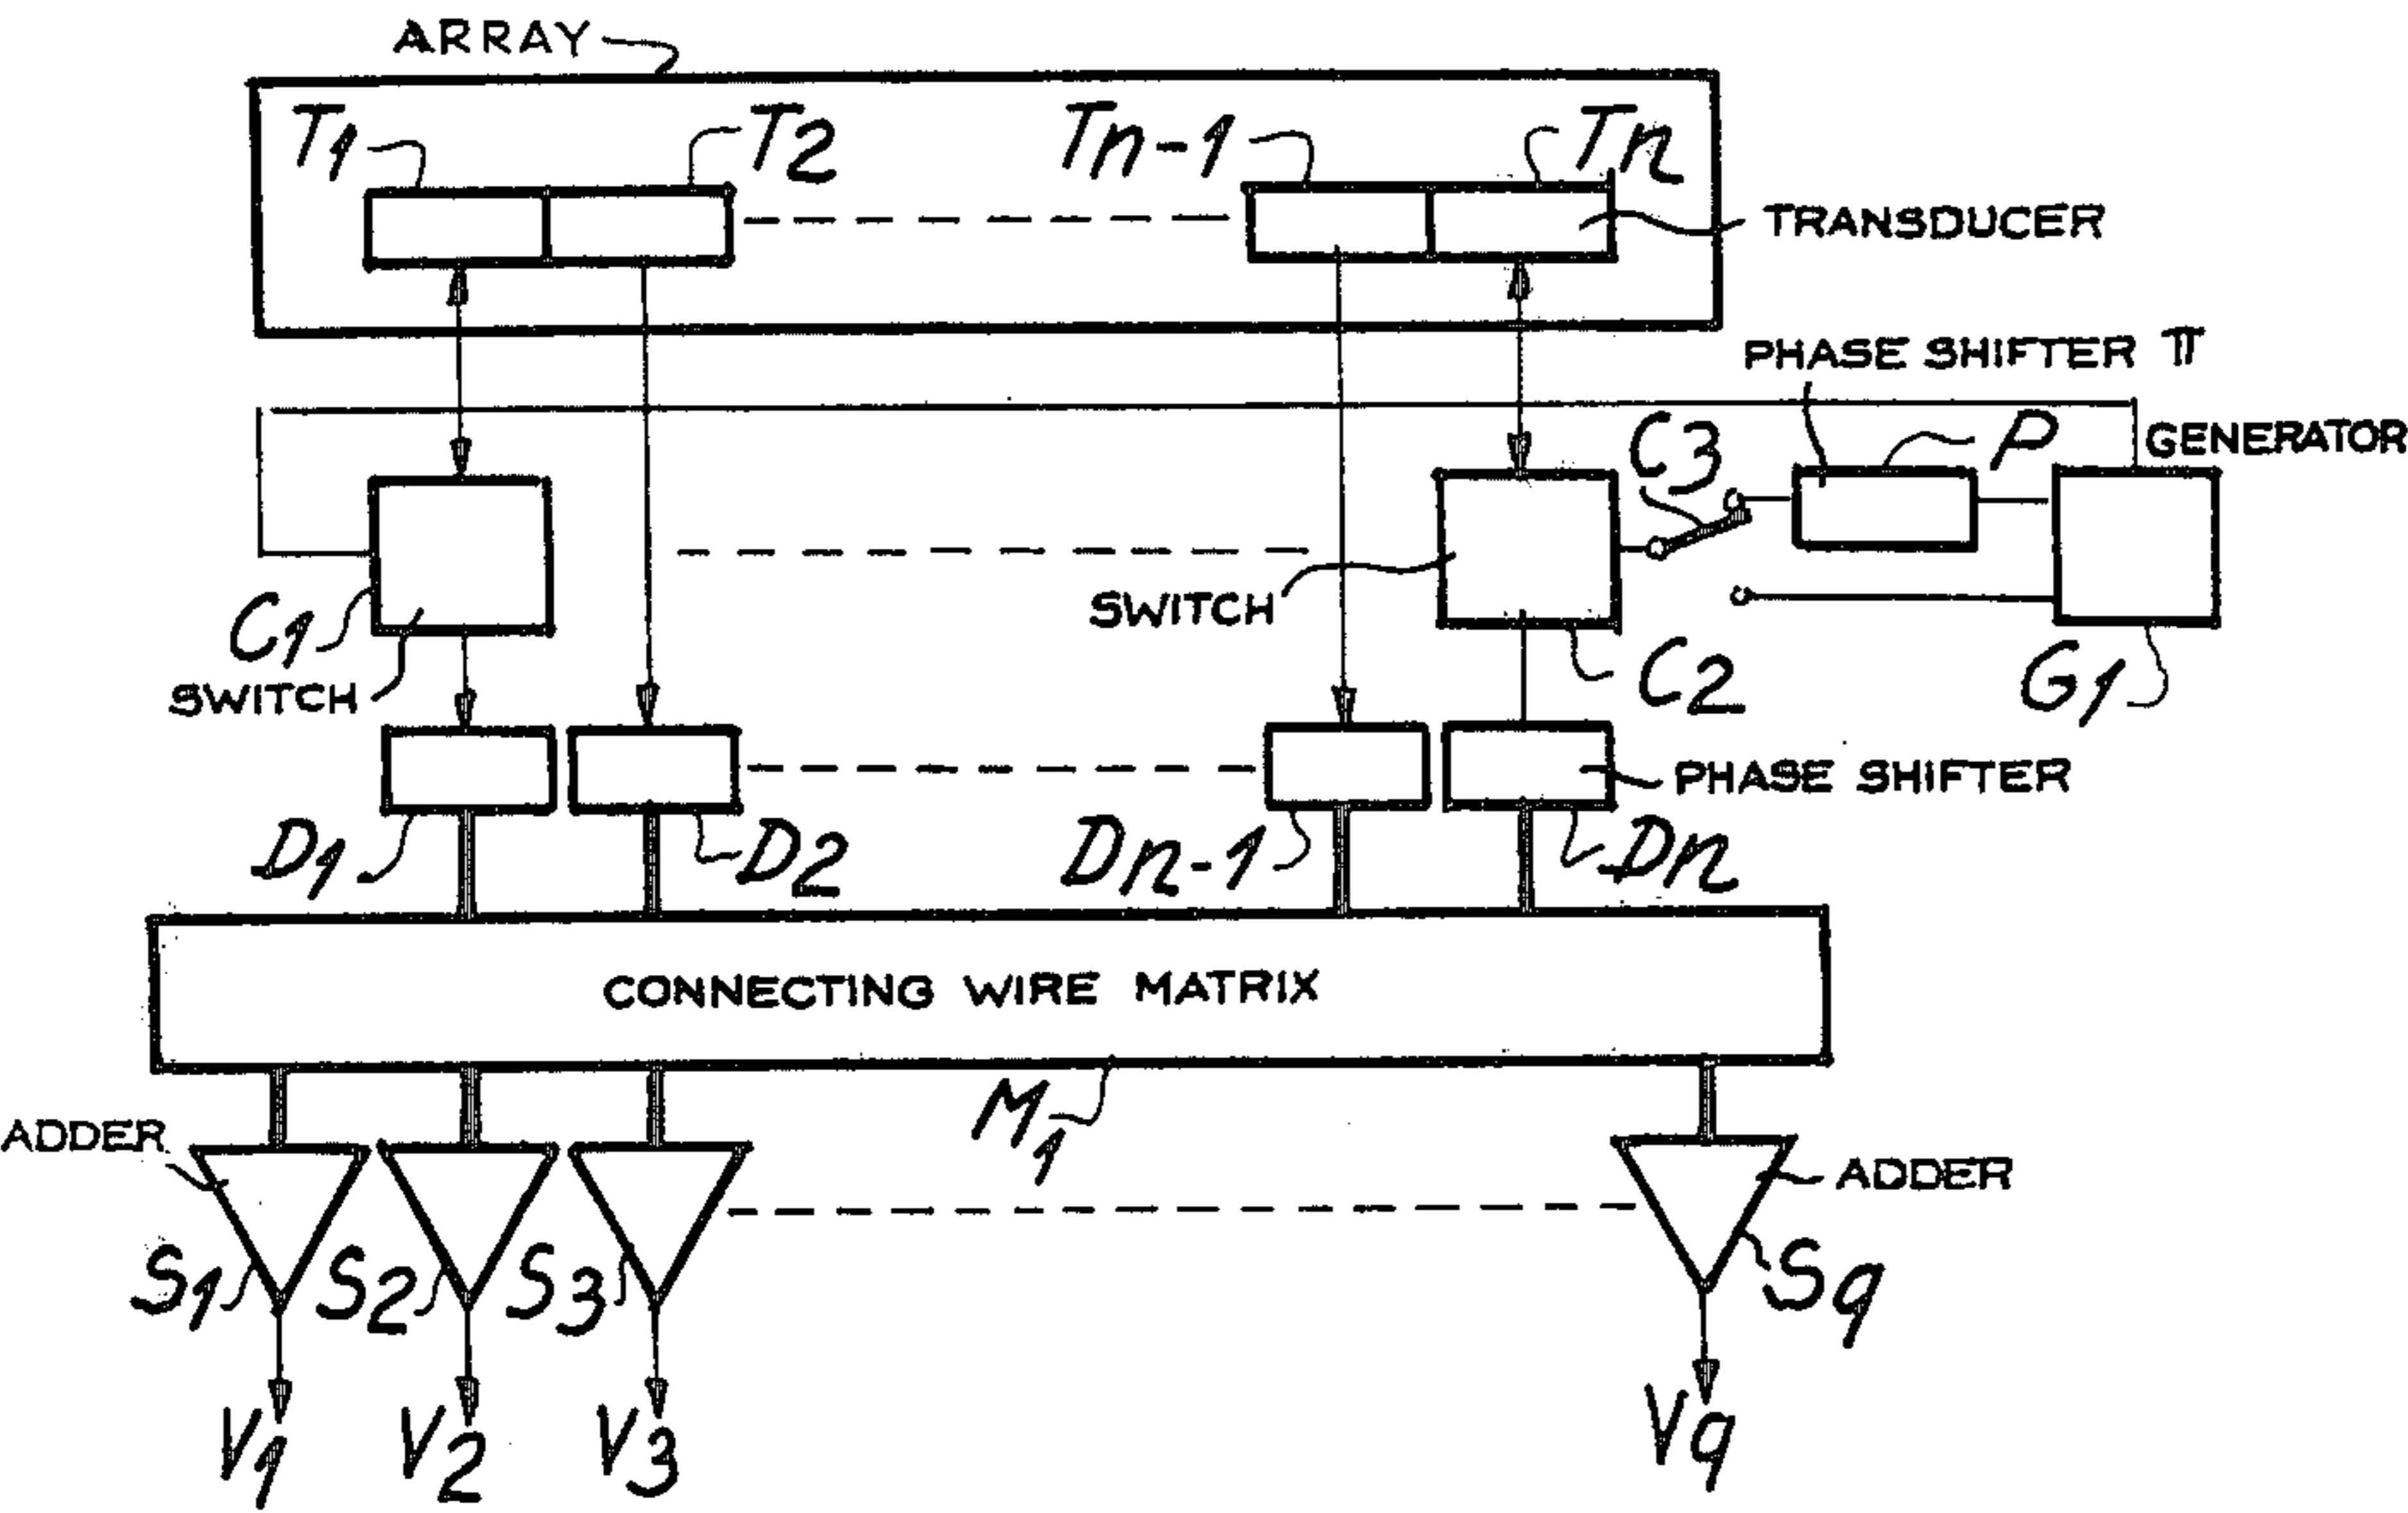 ARRAY
T1 T2 Tn-1 Tn
TRANSDUCER
PHASE SHIFTER π
C3 P GENERATOR
C1 SWITCH
SWITCH C2 G1
PHASE SHIFTER
D1 D2 Dn-1 Dn
CONNECTING WIRE MATRIX
M1
ADDER ADDER
S1 S2 S3 Sq
V1 V2 V3 Vq